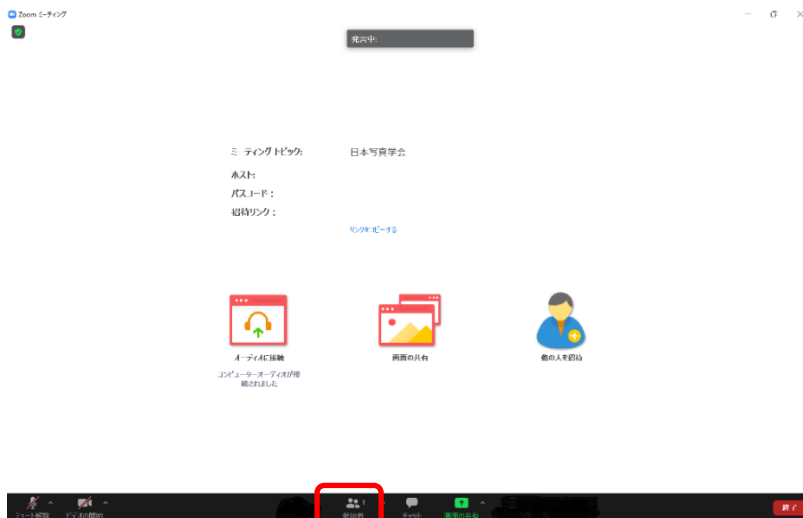 Zoom ミーティング
発言中:
ミーティング トピック: 日本写真学会
ホスト:
パスコード :
招待リンク :
リンクをコピーする
オーディオに接続
コンピューターオーディオが接
続されました
画面の共有
他の人を招待
ミュート解除
ビデオの開始
1
参加者
チャット
画面の共有
終了